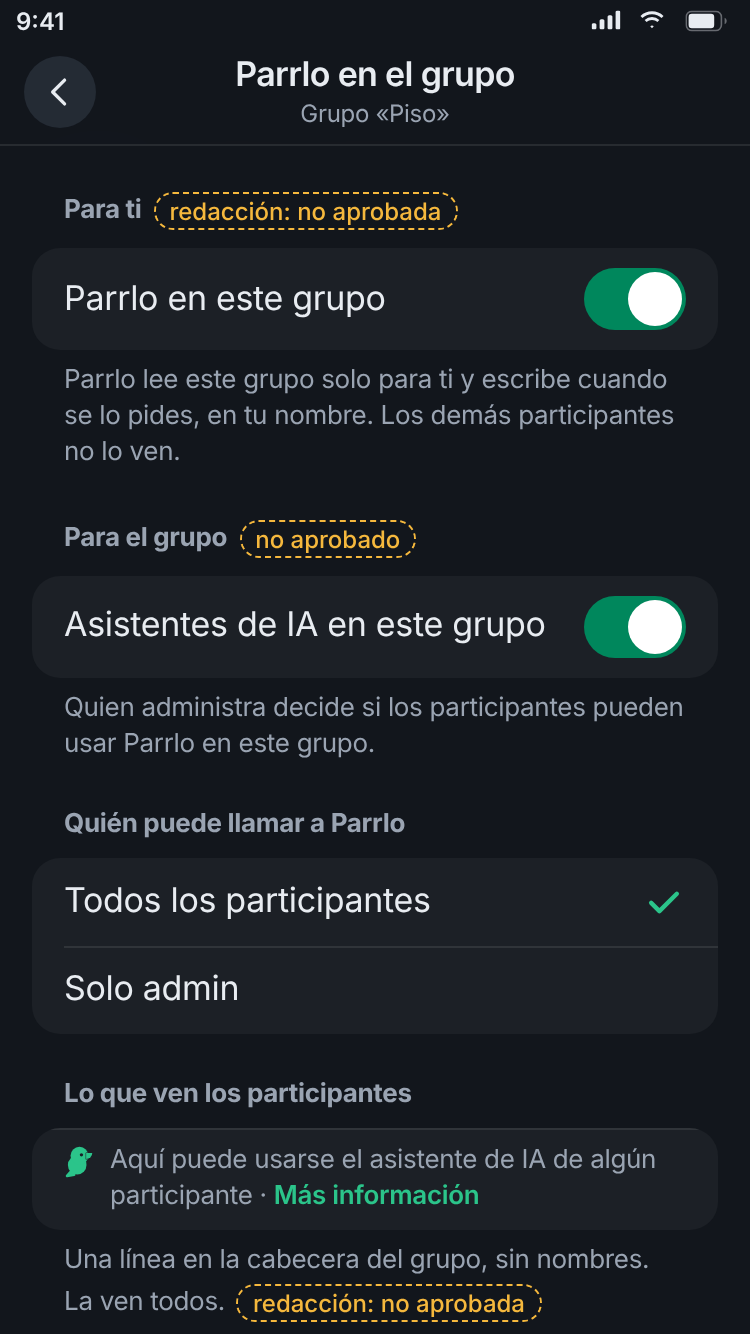 9:41
Parrlo en el grupo
Grupo «Piso»
Para ti redacción: no aprobada
Parrlo en este grupo
Parrlo lee este grupo solo para ti y escribe cuando
se lo pides, en tu nombre. Los demás participantes
no lo ven.
Para el grupo no aprobado
Asistentes de IA en este grupo
Quien administra decide si los participantes pueden
usar Parrlo en este grupo.
Quién puede llamar a Parrlo
Todos los participantes
Solo admin
Lo que ven los participantes
Aquí puede usarse el asistente de IA de algún
participante · Más información
Una línea en la cabecera del grupo, sin nombres.
La ven todos. redacción: no aprobada